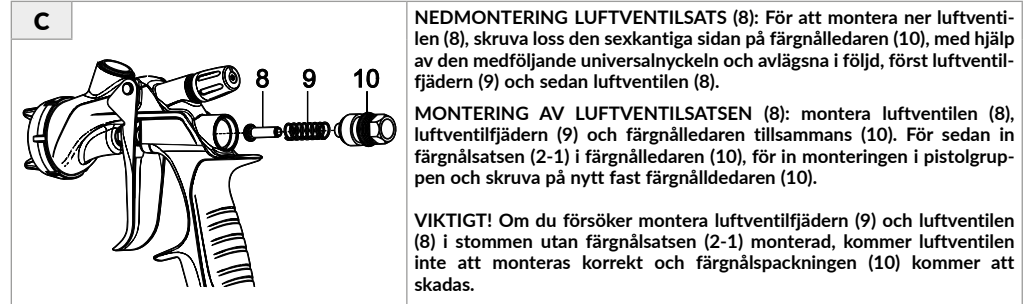 C
8 9 10
NEDMONTERING LUFTVENTILSATS (8): För att montera ner luftventi-
len (8), skruva loss den sexkantiga sidan på färgnålledaren (10), med hjälp
av den medföljande universalnyckeln och avlägsna i följd, först luftventil-
fjädern (9) och sedan luftventilen (8).
MONTERING AV LUFTVENTILSATSEN (8): montera luftventilen (8),
luftventilfjädern (9) och färgnålledaren tillsammans (10). För sedan in
färgnålsatsen (2-1) i färgnålledaren (10), för in monteringen i pistolgrup-
pen och skruva på nytt fast färgnålldedaren (10).
VIKTIGT! Om du försöker montera luftventilfjädern (9) och luftventilen
(8) i stommen utan färgnålsatsen (2-1) monterad, kommer luftventilen
inte att monteras korrekt och färgnålspackningen (10) kommer att
skadas.